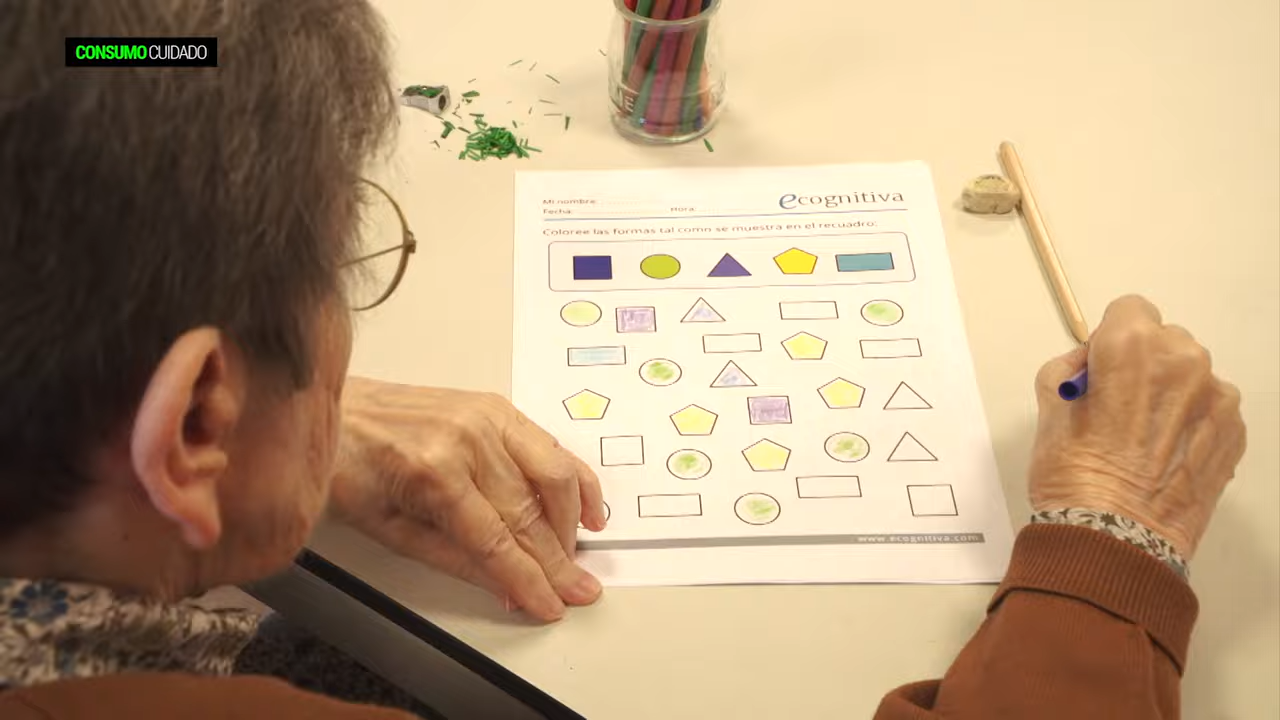 CONSUMO CUIDADO
Mi nombre:
ecognitiva
Fecha: Hora:
Coloree las formas tal como se muestra en el recuadro:
www.ecognitiva.com